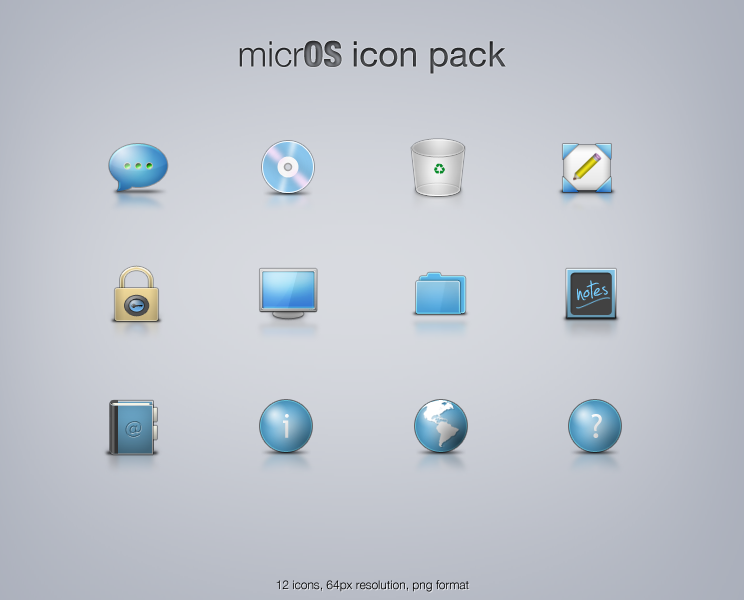 micrOS icon pack
notes
@
i
?
12 icons, 64px resolution, png format